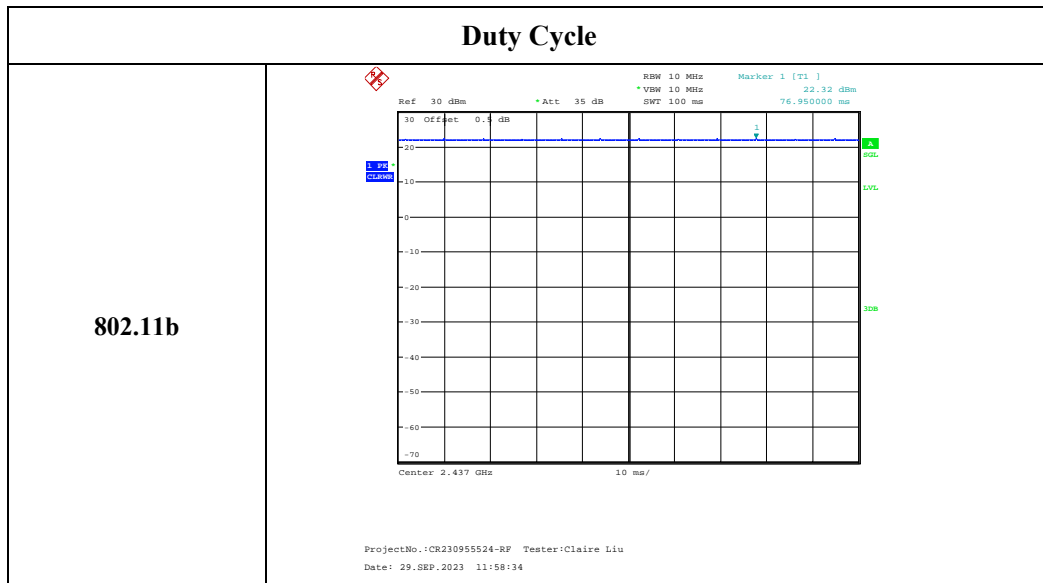 Duty Cycle
802.11b
R S
RBW 10 MHz Marker 1 [T1 ]
* VBW 10 MHz 22.32 dBm
Ref 30 dBm * Att 35 dB SWT 100 ms 76.950000 ms
30 Offset 0.5 dB
1
A
20
SGL
1 PK *
CLRWR
10
LVL
0
-10
-20
3DB
-30
-40
-50
-60
-70
Center 2.437 GHz 10 ms/
ProjectNo.:CR230955524-RF Tester:Claire Liu
Date: 29.SEP.2023 11:58:34